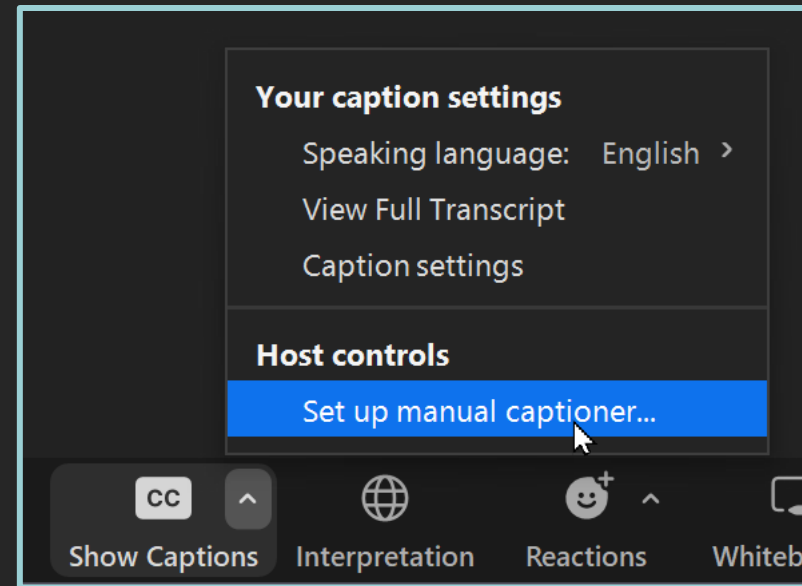 Your caption settings
Speaking language: English >
View Full Transcript
Caption settings
Host controls
Set up manual captioner...
CC
Show Captions Interpretation Reactions Whiteb